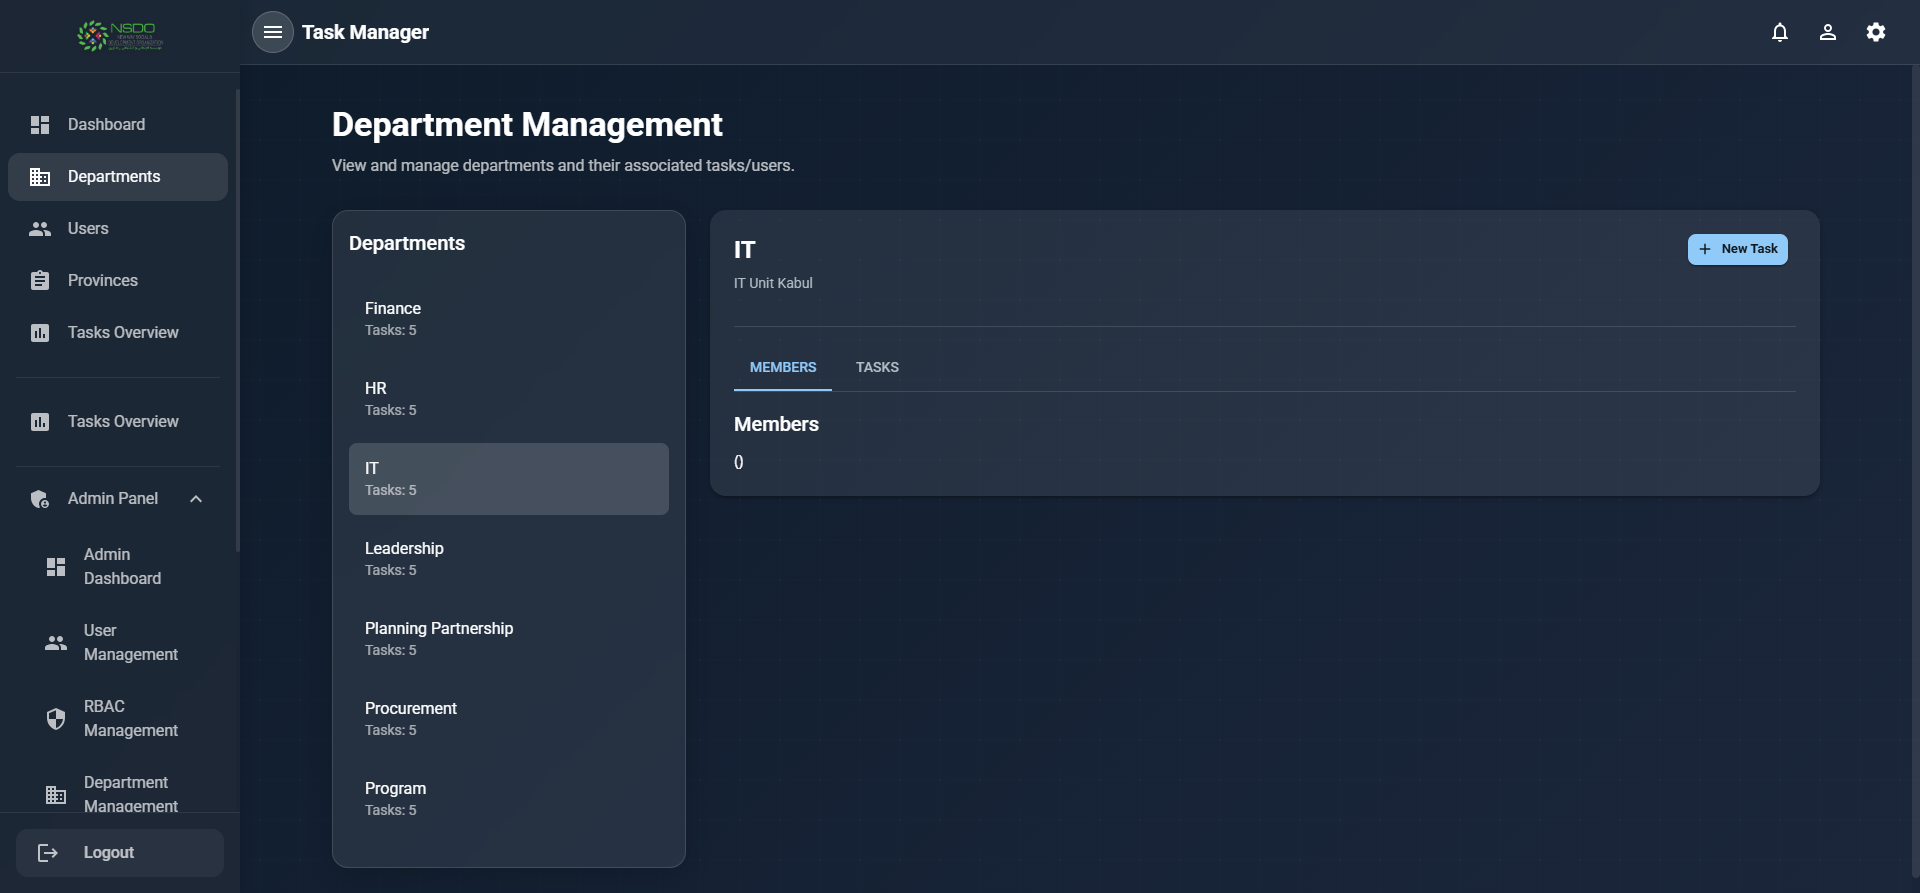 NSDO
Task Manager
Dashboard
Departments
Users
Provinces
Tasks Overview
Tasks Overview
Admin Panel
Admin
Dashboard
User
Management
RBAC
Management
Department
Management
Logout
Department Management
View and manage departments and their associated tasks/users.
Departments
Finance
Tasks: 5
HR
Tasks: 5
IT
Tasks: 5
Leadership
Tasks: 5
Planning Partnership
Tasks: 5
Procurement
Tasks: 5
Program
Tasks: 5
IT
New Task
IT Unit Kabul
MEMBERS
TASKS
Members
()